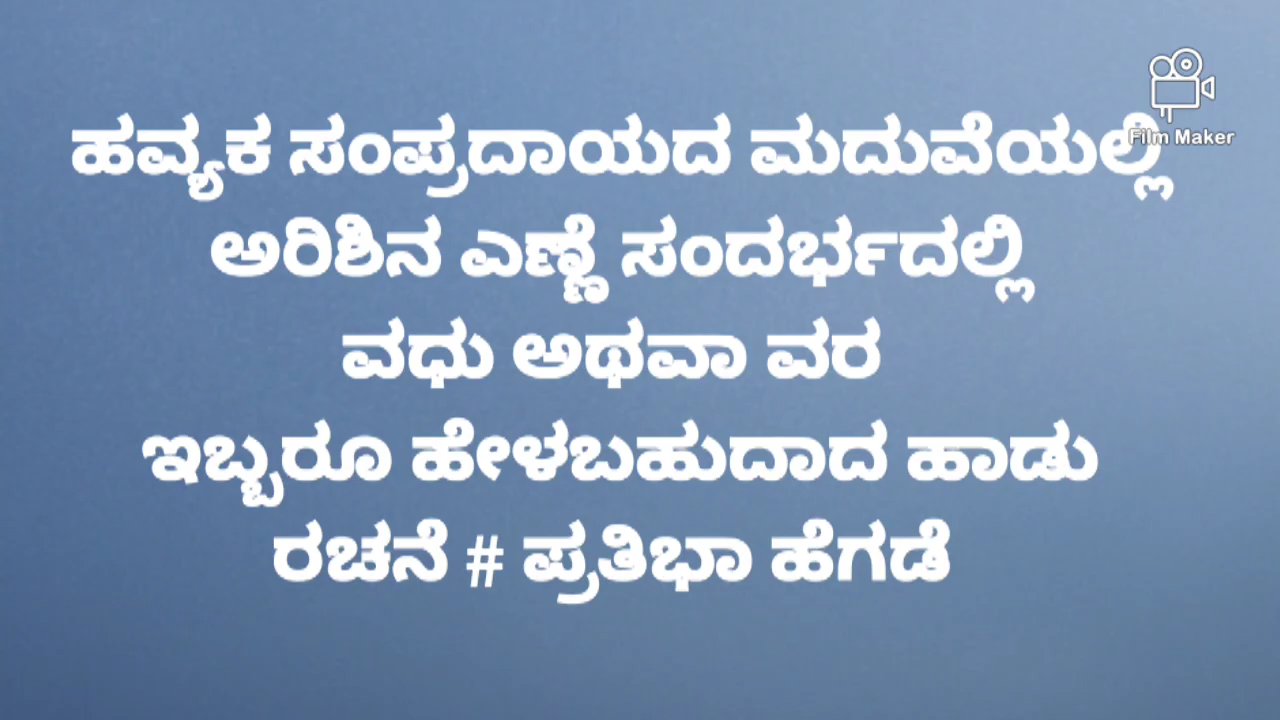 Film Maker
ಹವ್ಯಕ ಸಂಪ್ರದಾಯದ ಮದುವೆಯಲ್ಲಿ
ಅರಿಶಿನ ಎಣ್ಣೆ ಸಂದರ್ಭದಲ್ಲಿ
ವಧು ಅಥವಾ ವರ
ಇಬ್ಬರೂ ಹೇಳಬಹುದಾದ ಹಾಡು
ರಚನೆ # ಪ್ರತಿಭಾ ಹೆಗಡೆ